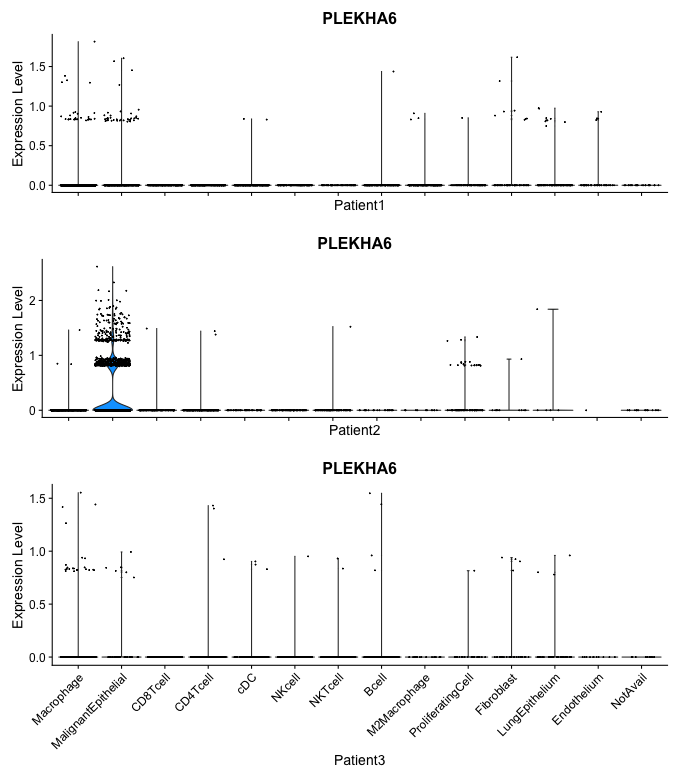 PLEKHA6
Expression Level
1.5
1.0
0.5
0.0
Patient1
PLEKHA6
Expression Level
2
1
0
Patient2
PLEKHA6
Expression Level
1.5
1.0
0.5
0.0
Macrophage
MalignantEpithelial
CD8Tcell
CD4Tcell
cDC
NKcell
NKTcell
Bcell
M2Macrophage
ProliferatingCell
Fibroblast
LungEpithelium
Endothelium
NotAvail
Patient3